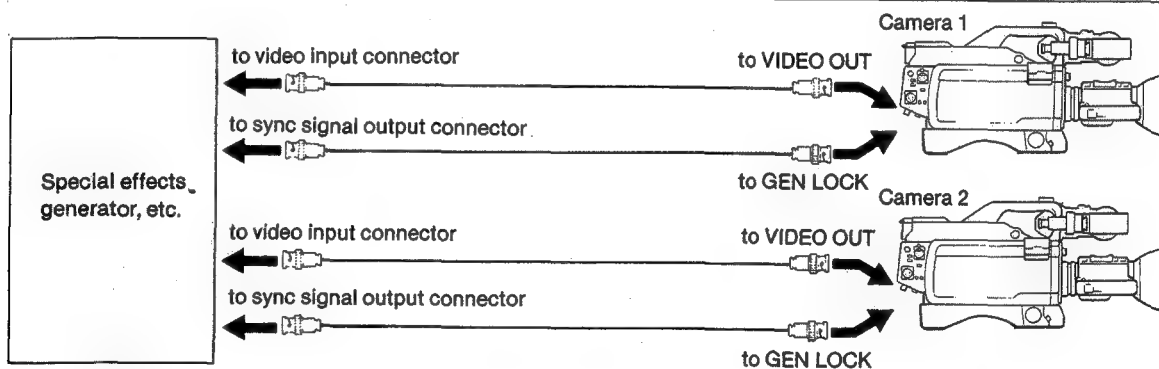 Camera 1
to video input connector
to VIDEO OUT
to sync signal output connector
to GEN LOCK
Special effects
generator, etc.
Camera 2
to video input connector
to VIDEO OUT
to sync signal output connector
to GEN LOCK